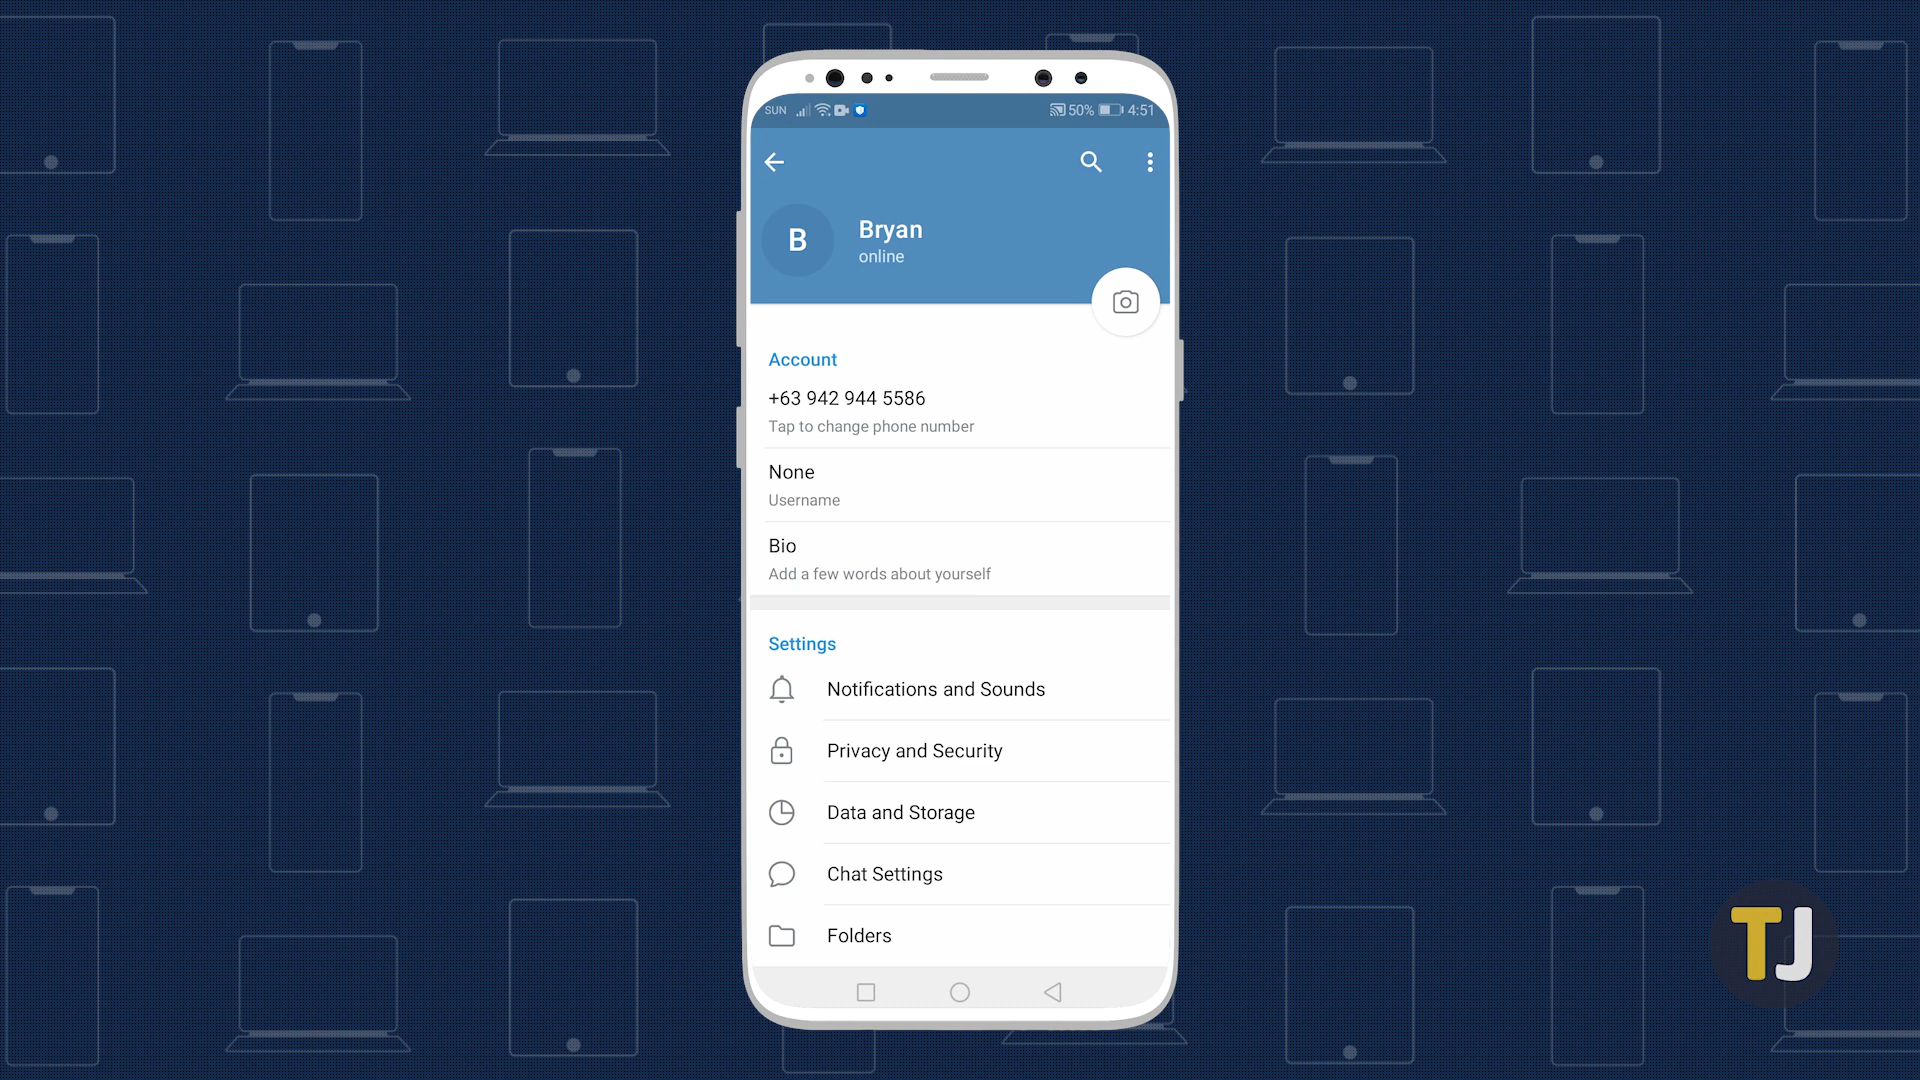 SUN 50% 4:51
B
Bryan
online
Account
+63 942 944 5586
Tap to change phone number
None
Username
Bio
Add a few words about yourself
Settings
Notifications and Sounds
Privacy and Security
Data and Storage
Chat Settings
Folders
TJ